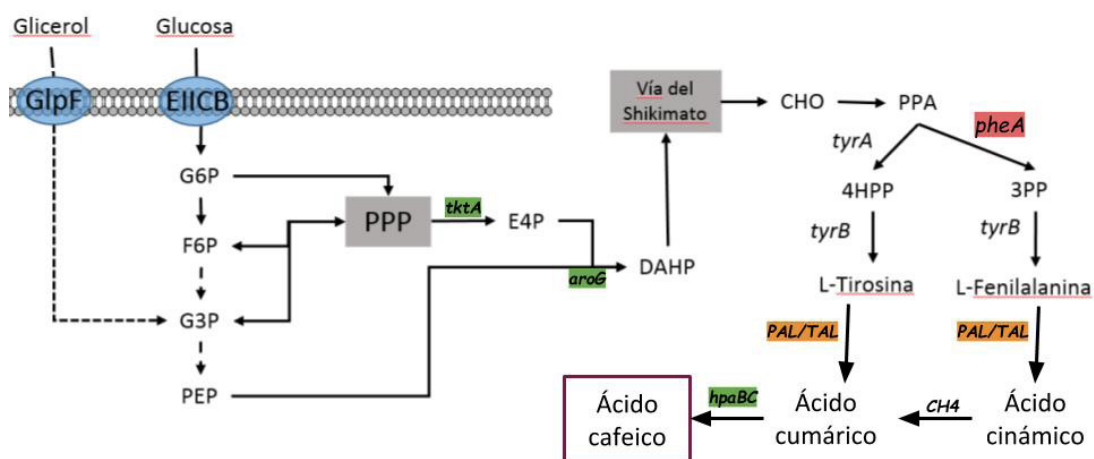 Glicerol
Glucosa
GlpF
EIICB
G6P
F6P
G3P
PEP
PPP
tktA
E4P
aroG
DAHP
Vía del
Shikimato
CHO
PPA
tyrA
pheA
4HPP
3PP
tyrB
tyrB
L-Tirosina
L-Fenilalanina
PAL/TAL
PAL/TAL
Ácido
cafeico
hpaBC
Ácido
cumárico
CH4
Ácido
cinámico